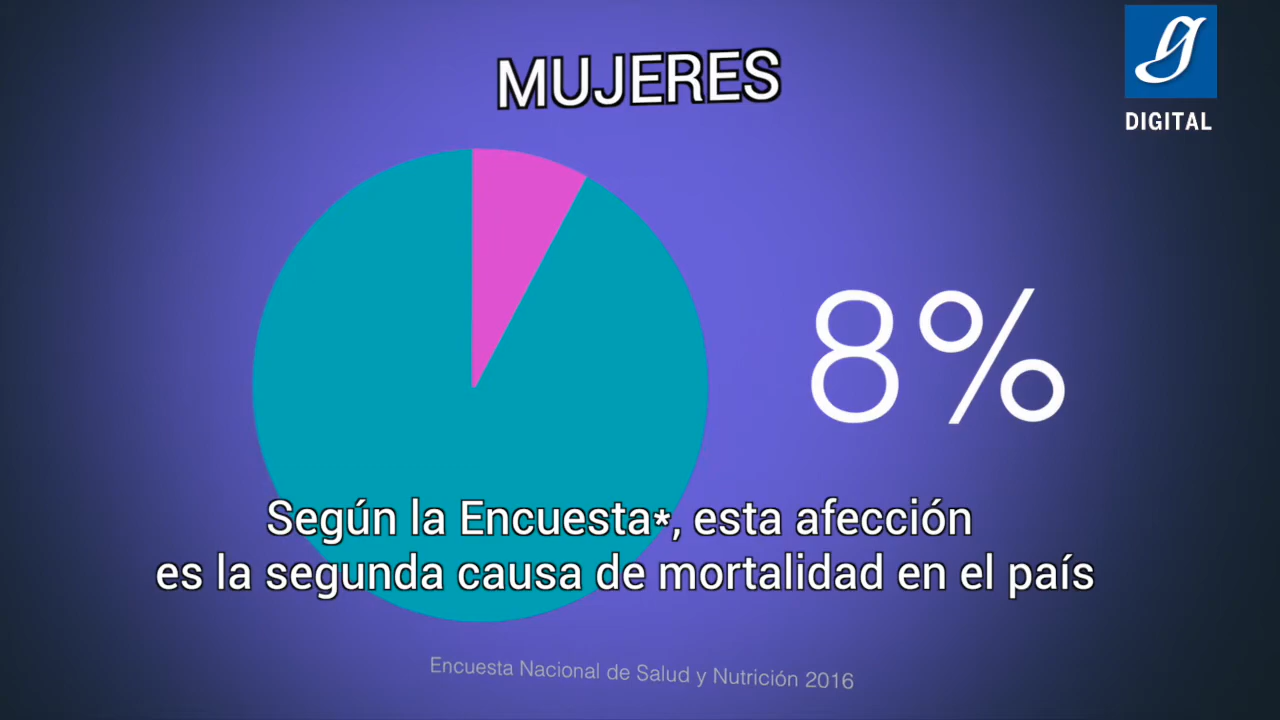 MUJERES
g
DIGITAL
8%
Según la Encuesta*, esta afección
es la segunda causa de mortalidad en el país
Encuesta Nacional de Salud y Nutrición 2016